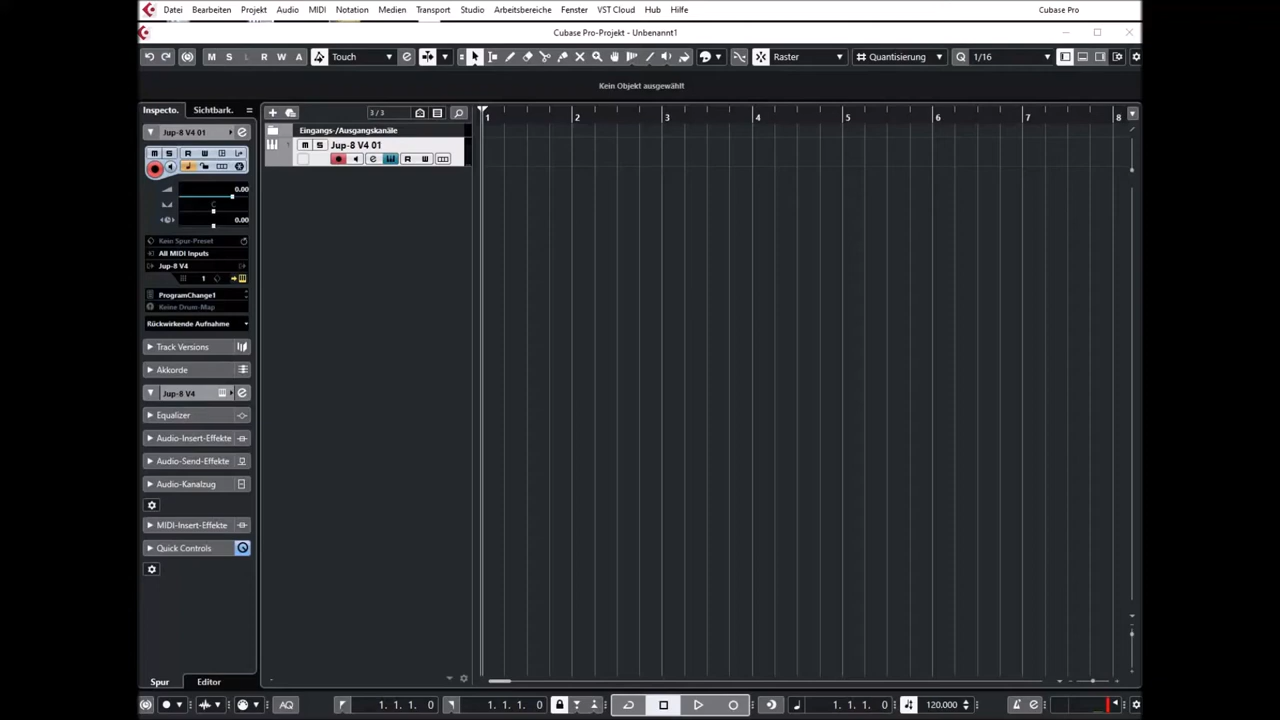 Datei Bearbeiten Projekt Audio MIDI Notation Medien Transport Studio Arbeitsbereiche Fenster VST Cloud Hub Hilfe Cubase Pro
Cubase Pro-Projekt - Unbenannt1
M S L R W A Touch Raster Quantisierung Q 1/16
Kein Objekt ausgewählt
Inspecto. Sichtbark. 3 / 3 1 2 3 4 5 6 7 8
Jup-8 V4 01
Eingangs-/Ausgangskanäle
M S R W
1 M S Jup-8 V4 01
R W
0.00
C
0.00
Kein Spur-Preset
All MIDI Inputs
Jup-8 V4
1
ProgramChange1
Keine Drum-Map
Rückwirkende Aufnahme
Track Versions
Akkorde
Jup-8 V4
Equalizer
Audio-Insert-Effekte
Audio-Send-Effekte
Audio-Kanalzug
MIDI-Insert-Effekte
Quick Controls
Spur Editor
AQ 1. 1. 1. 0 1. 1. 1. 0 1. 1. 1. 0 120.000